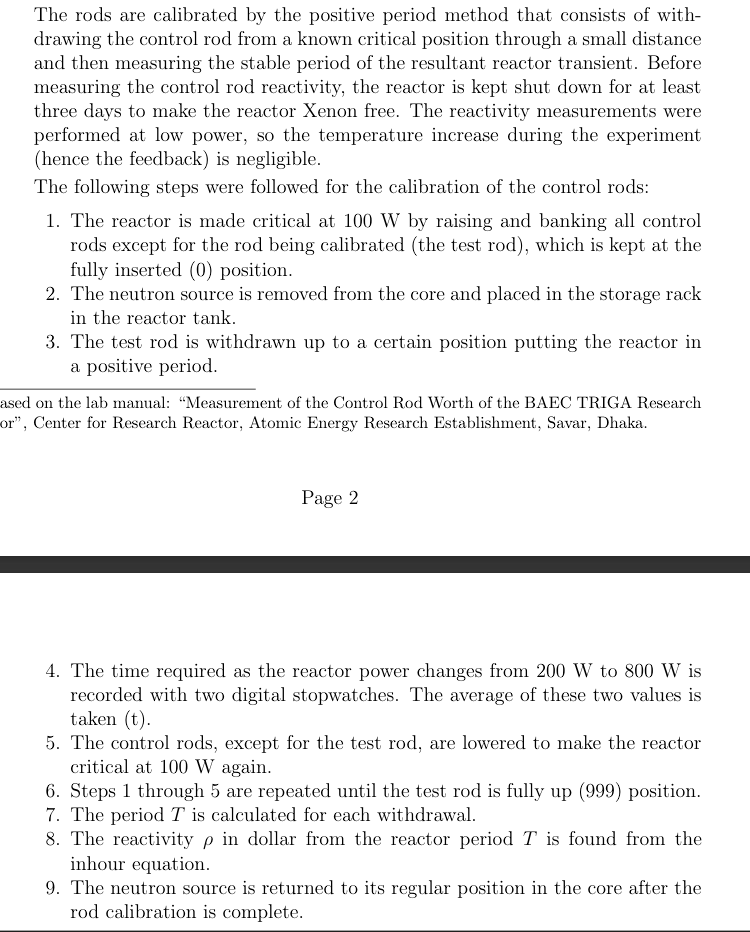 The rods are calibrated by the positive period method that consists of with-
drawing the control rod from a known critical position through a small distance
and then measuring the stable period of the resultant reactor transient. Before
measuring the control rod reactivity, the reactor is kept shut down for at least
three days to make the reactor Xenon free. The reactivity measurements were
performed at low power, so the temperature increase during the experiment
(hence the feedback) is negligible.
The following steps were followed for the calibration of the control rods:
1. The reactor is made critical at 100 W by raising and banking all control
rods except for the rod being calibrated (the test rod), which is kept at the
fully inserted (0) position.
2. The neutron source is removed from the core and placed in the storage rack
in the reactor tank.
3. The test rod is withdrawn up to a certain position putting the reactor in
a positive period.
ased on the lab manual: “Measurement of the Control Rod Worth of the BAEC TRIGA Research
or”, Center for Research Reactor, Atomic Energy Research Establishment, Savar, Dhaka.
Page 2
4. The time required as the reactor power changes from 200 W to 800 W is
recorded with two digital stopwatches. The average of these two values is
taken (t).
5. The control rods, except for the test rod, are lowered to make the reactor
critical at 100 W again.
6. Steps 1 through 5 are repeated until the test rod is fully up (999) position.
7. The period T is calculated for each withdrawal.
8. The reactivity ρ in dollar from the reactor period T is found from the
inhour equation.
9. The neutron source is returned to its regular position in the core after the
rod calibration is complete.